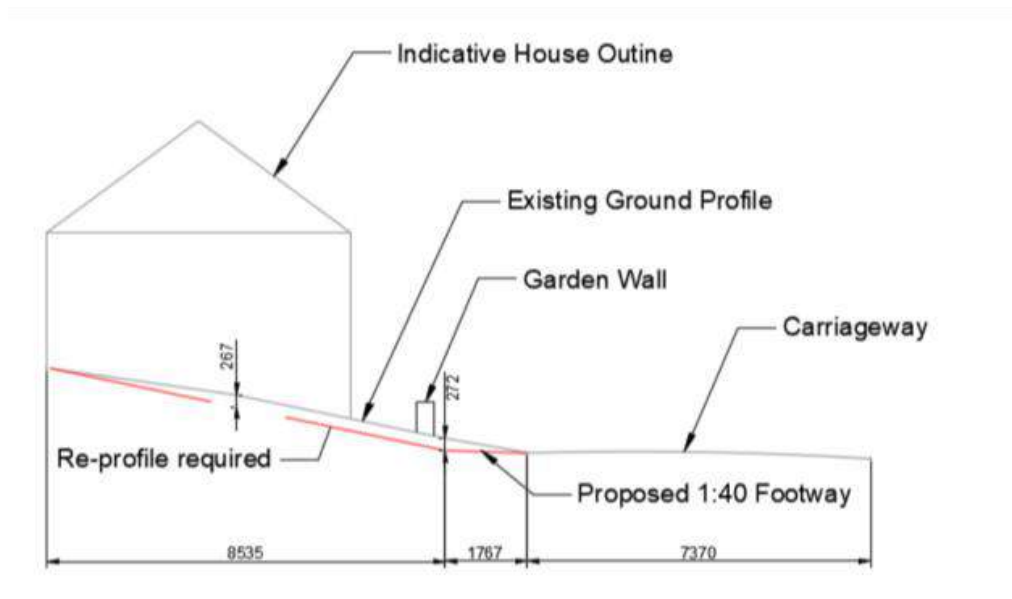 Indicative House Outine
Existing Ground Profile
Garden Wall
Carriageway
267
272
Re-profile required
Proposed 1:40 Footway
8535
1767
7370